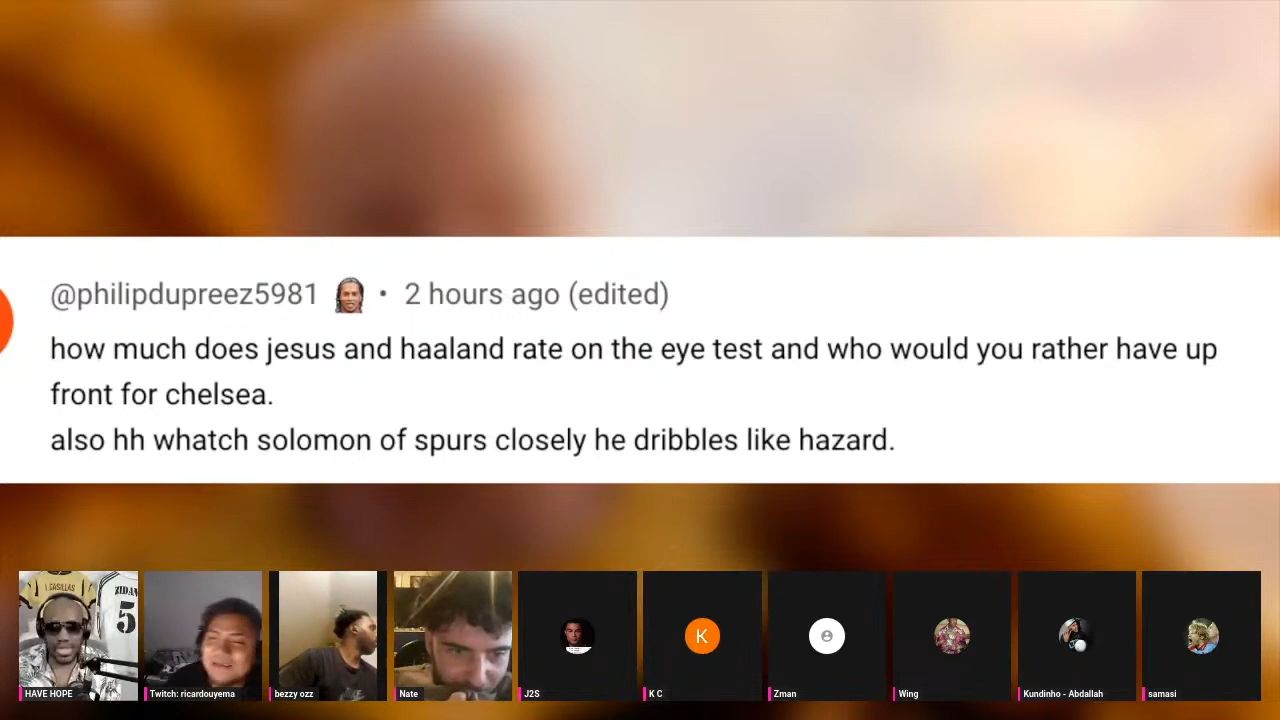 @philipdupreez5981 • 2 hours ago (edited)
how much does jesus and haaland rate on the eye test and who would you rather have up
front for chelsea.
also hh whatch solomon of spurs closely he dribbles like hazard.
I. CASILLAS
5
HAVE HOPE
Twitch: ricardouyema
bezzy ozz
Nate
J2S
K
K C
Zman
Wing
Kundinho - Abdallah
samasi